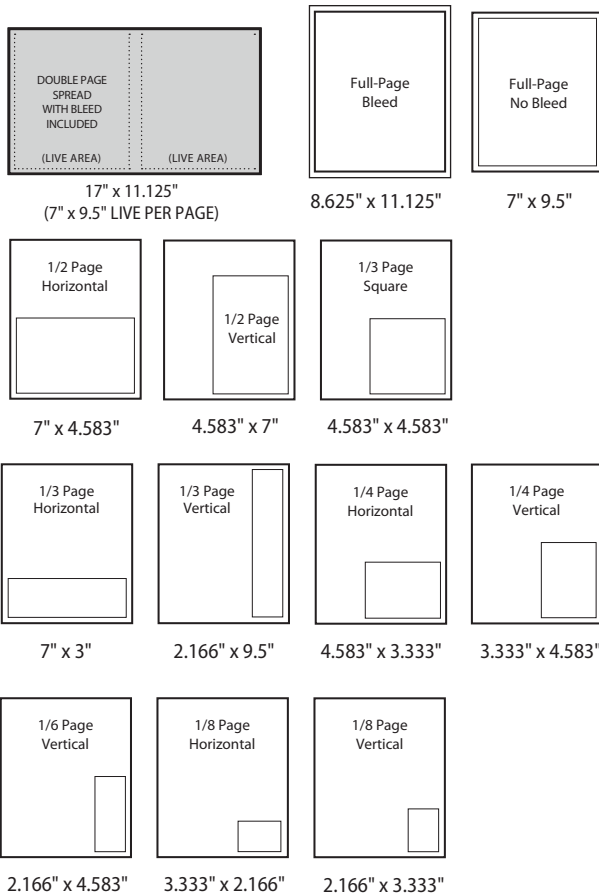 DOUBLE PAGE
SPREAD
WITH BLEED
INCLUDED
(LIVE AREA)
(LIVE AREA)
17" x 11.125"
(7" x 9.5" LIVE PER PAGE)
Full-Page
Bleed
8.625" x 11.125"
Full-Page
No Bleed
7" x 9.5"
1/2 Page
Horizontal
7" x 4.583"
1/2 Page
Vertical
4.583" x 7"
1/3 Page
Square
4.583" x 4.583"
1/3 Page
Horizontal
7" x 3"
1/3 Page
Vertical
2.166" x 9.5"
1/4 Page
Horizontal
4.583" x 3.333"
1/4 Page
Vertical
3.333" x 4.583"
1/6 Page
Vertical
2.166" x 4.583"
1/8 Page
Horizontal
3.333" x 2.166"
1/8 Page
Vertical
2.166" x 3.333"